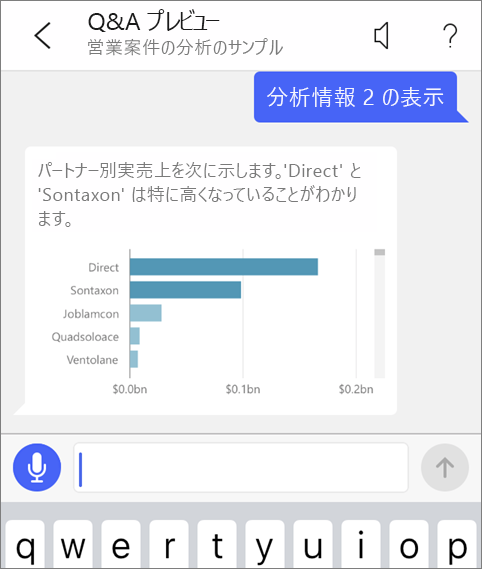 Q&A プレビュー
営業案件の分析のサンプル
?
分析情報 2 の表示
パートナー別実売上を次に示します。'Direct' と
'Sontaxon' は特に高くなっていることがわかり
ます。
Direct
Sontaxon
Joblamcon
Quadsoloace
Ventolane
$0.0bn $0.1bn $0.2bn
q w e r t y u i o p